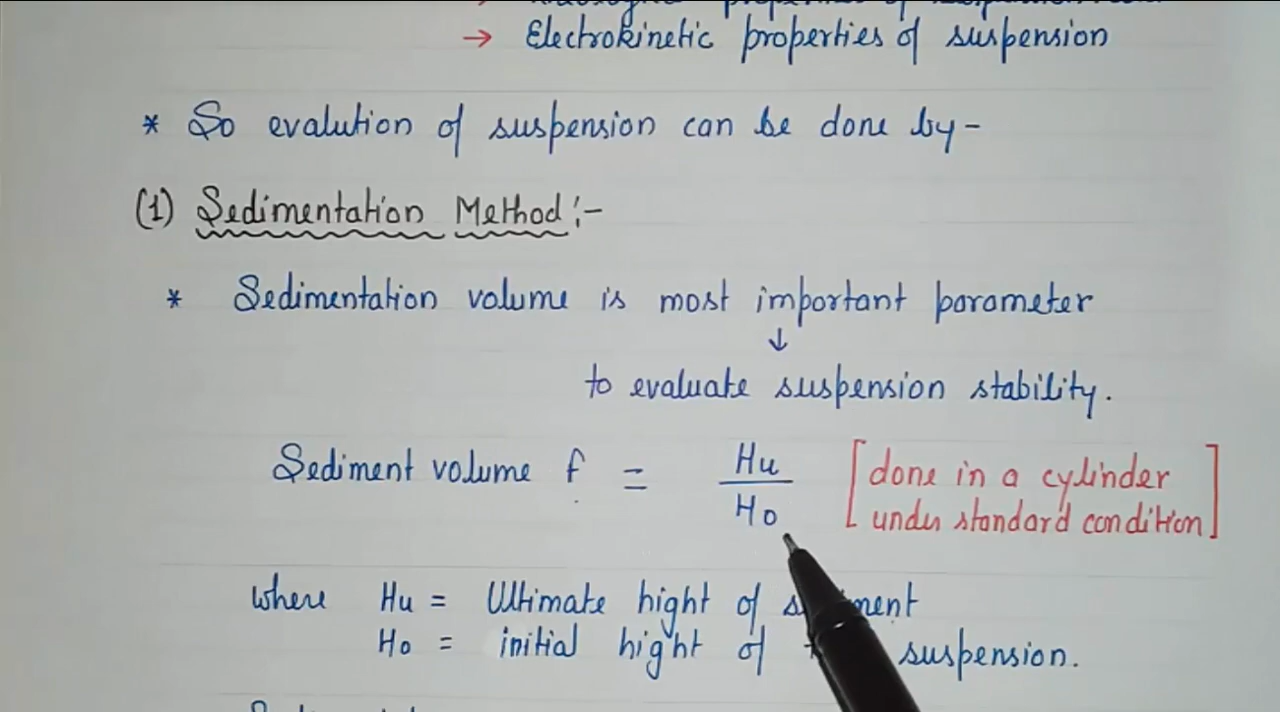 → Electrokinetic properties of suspension
* So evalution of suspension can be done by-
(1) Sedimentation Method:-
* Sedimentation volume is most important parameter
↓
to evaluate suspension stability.
Sediment volume f = Hu / Ho [done in a cylinder
under standard condition]
where Hu = Ultimate hight of
Ho = initial hight of suspension.